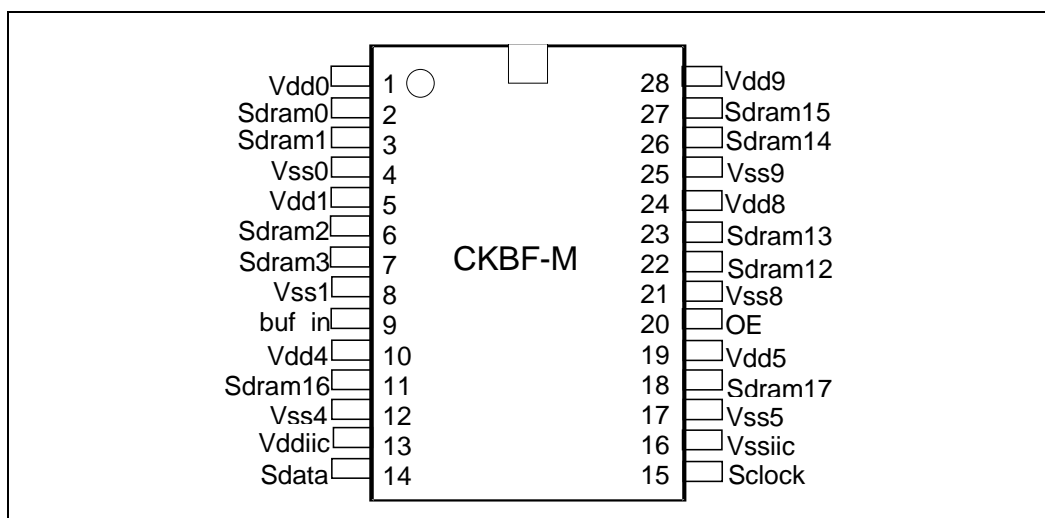 Vdd0 1 28 Vdd9
Sdram0 2 27 Sdram15
Sdram1 3 26 Sdram14
Vss0 4 25 Vss9
Vdd1 5 24 Vdd8
Sdram2 6 23 Sdram13
Sdram3 7 CKBF-M 22 Sdram12
Vss1 8 21 Vss8
buf in 9 20 OE
Vdd4 10 19 Vdd5
Sdram16 11 18 Sdram17
Vss4 12 17 Vss5
Vddiic 13 16 Vssiic
Sdata 14 15 Sclock